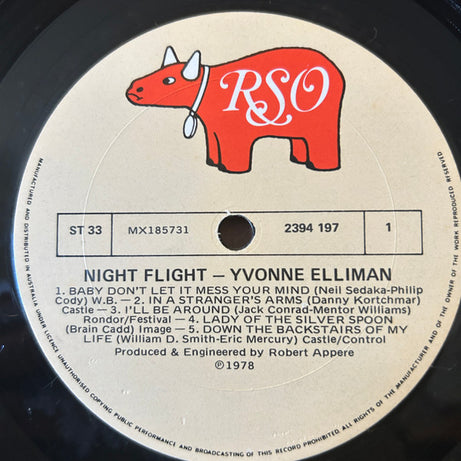 RSO
ST 33 MX185731 2394 197 1
NIGHT FLIGHT — YVONNE ELLIMAN
1. BABY DON'T LET IT MESS YOUR MIND (Neil Sedaka-Philip
Cody) W.B. — 2. IN A STRANGER'S ARMS (Danny Kortchmar)
Castle — 3. I'LL BE AROUND (Jack Conrad-Mentor Williams)
Rondor/Festival — 4. LADY OF THE SILVER SPOON
(Brain Cadd) Image — 5. DOWN THE BACKSTAIRS OF MY
LIFE (William D. Smith-Eric Mercury) Castle/Control
Produced & Engineered by Robert Appere
℗1978
MANUFACTURED AND DISTRIBUTED IN AUSTRALIA UNDER LICENCE UNAUTHORISED COPYING PUBLIC PERFORMANCE AND BROADCASTING OF THIS RECORD PROHIBITED. ALL RIGHTS OF THE MANUFACTURER AND OF THE OWNER OF THE WORK REPRODUCED RESERVED.